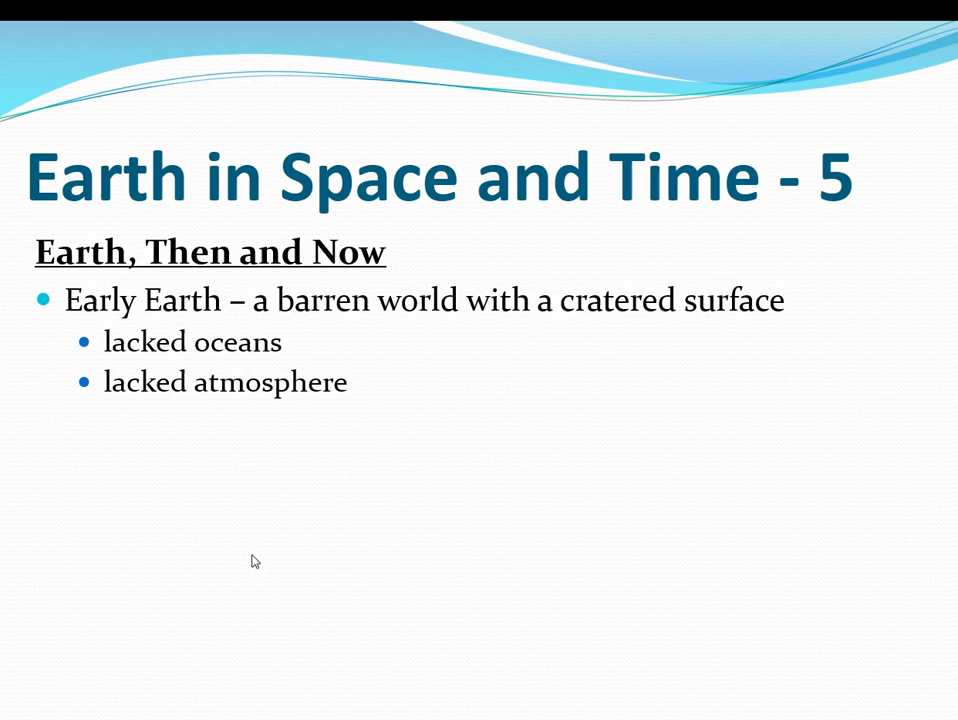 Earth in Space and Time - 5
Earth, Then and Now
Early Earth – a barren world with a cratered surface
lacked oceans
lacked atmosphere